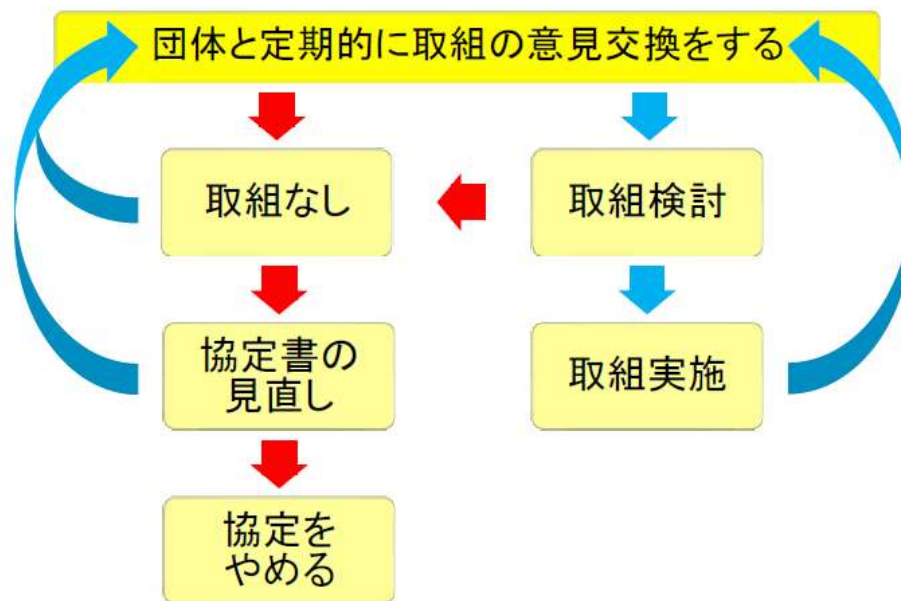 団体と定期的に取組の意見交換をする
取組なし
取組検討
協定書の
見直し
取組実施
協定を
やめる